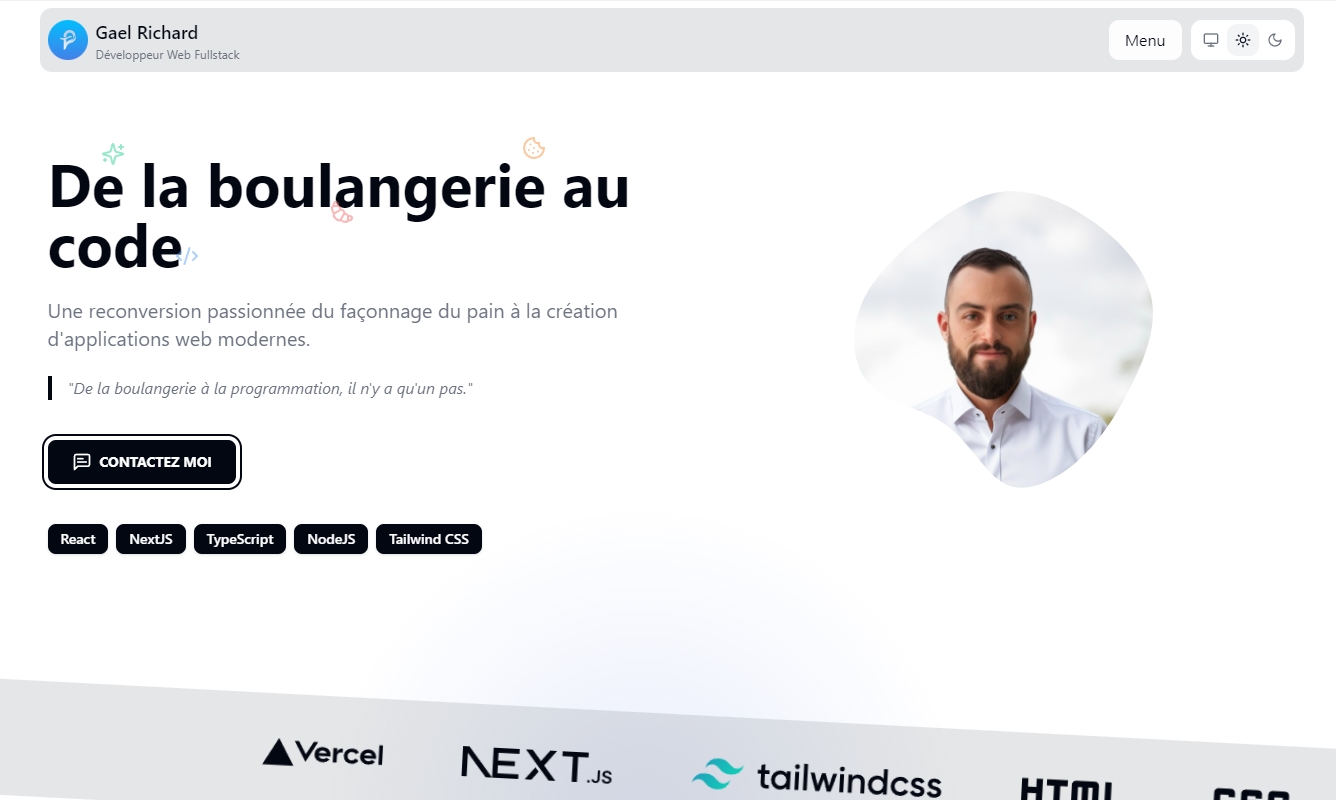 Gael Richard
Développeur Web Fullstack
Menu
De la boulangerie au
code
Une reconversion passionnée du façonnage du pain à la création
d'applications web modernes.
"De la boulangerie à la programmation, il n'y a qu'un pas."
CONTACTEZ MOI
React
NextJS
TypeScript
NodeJS
Tailwind CSS
Vercel
NEXT.JS
tailwindcss
HTML
CSS